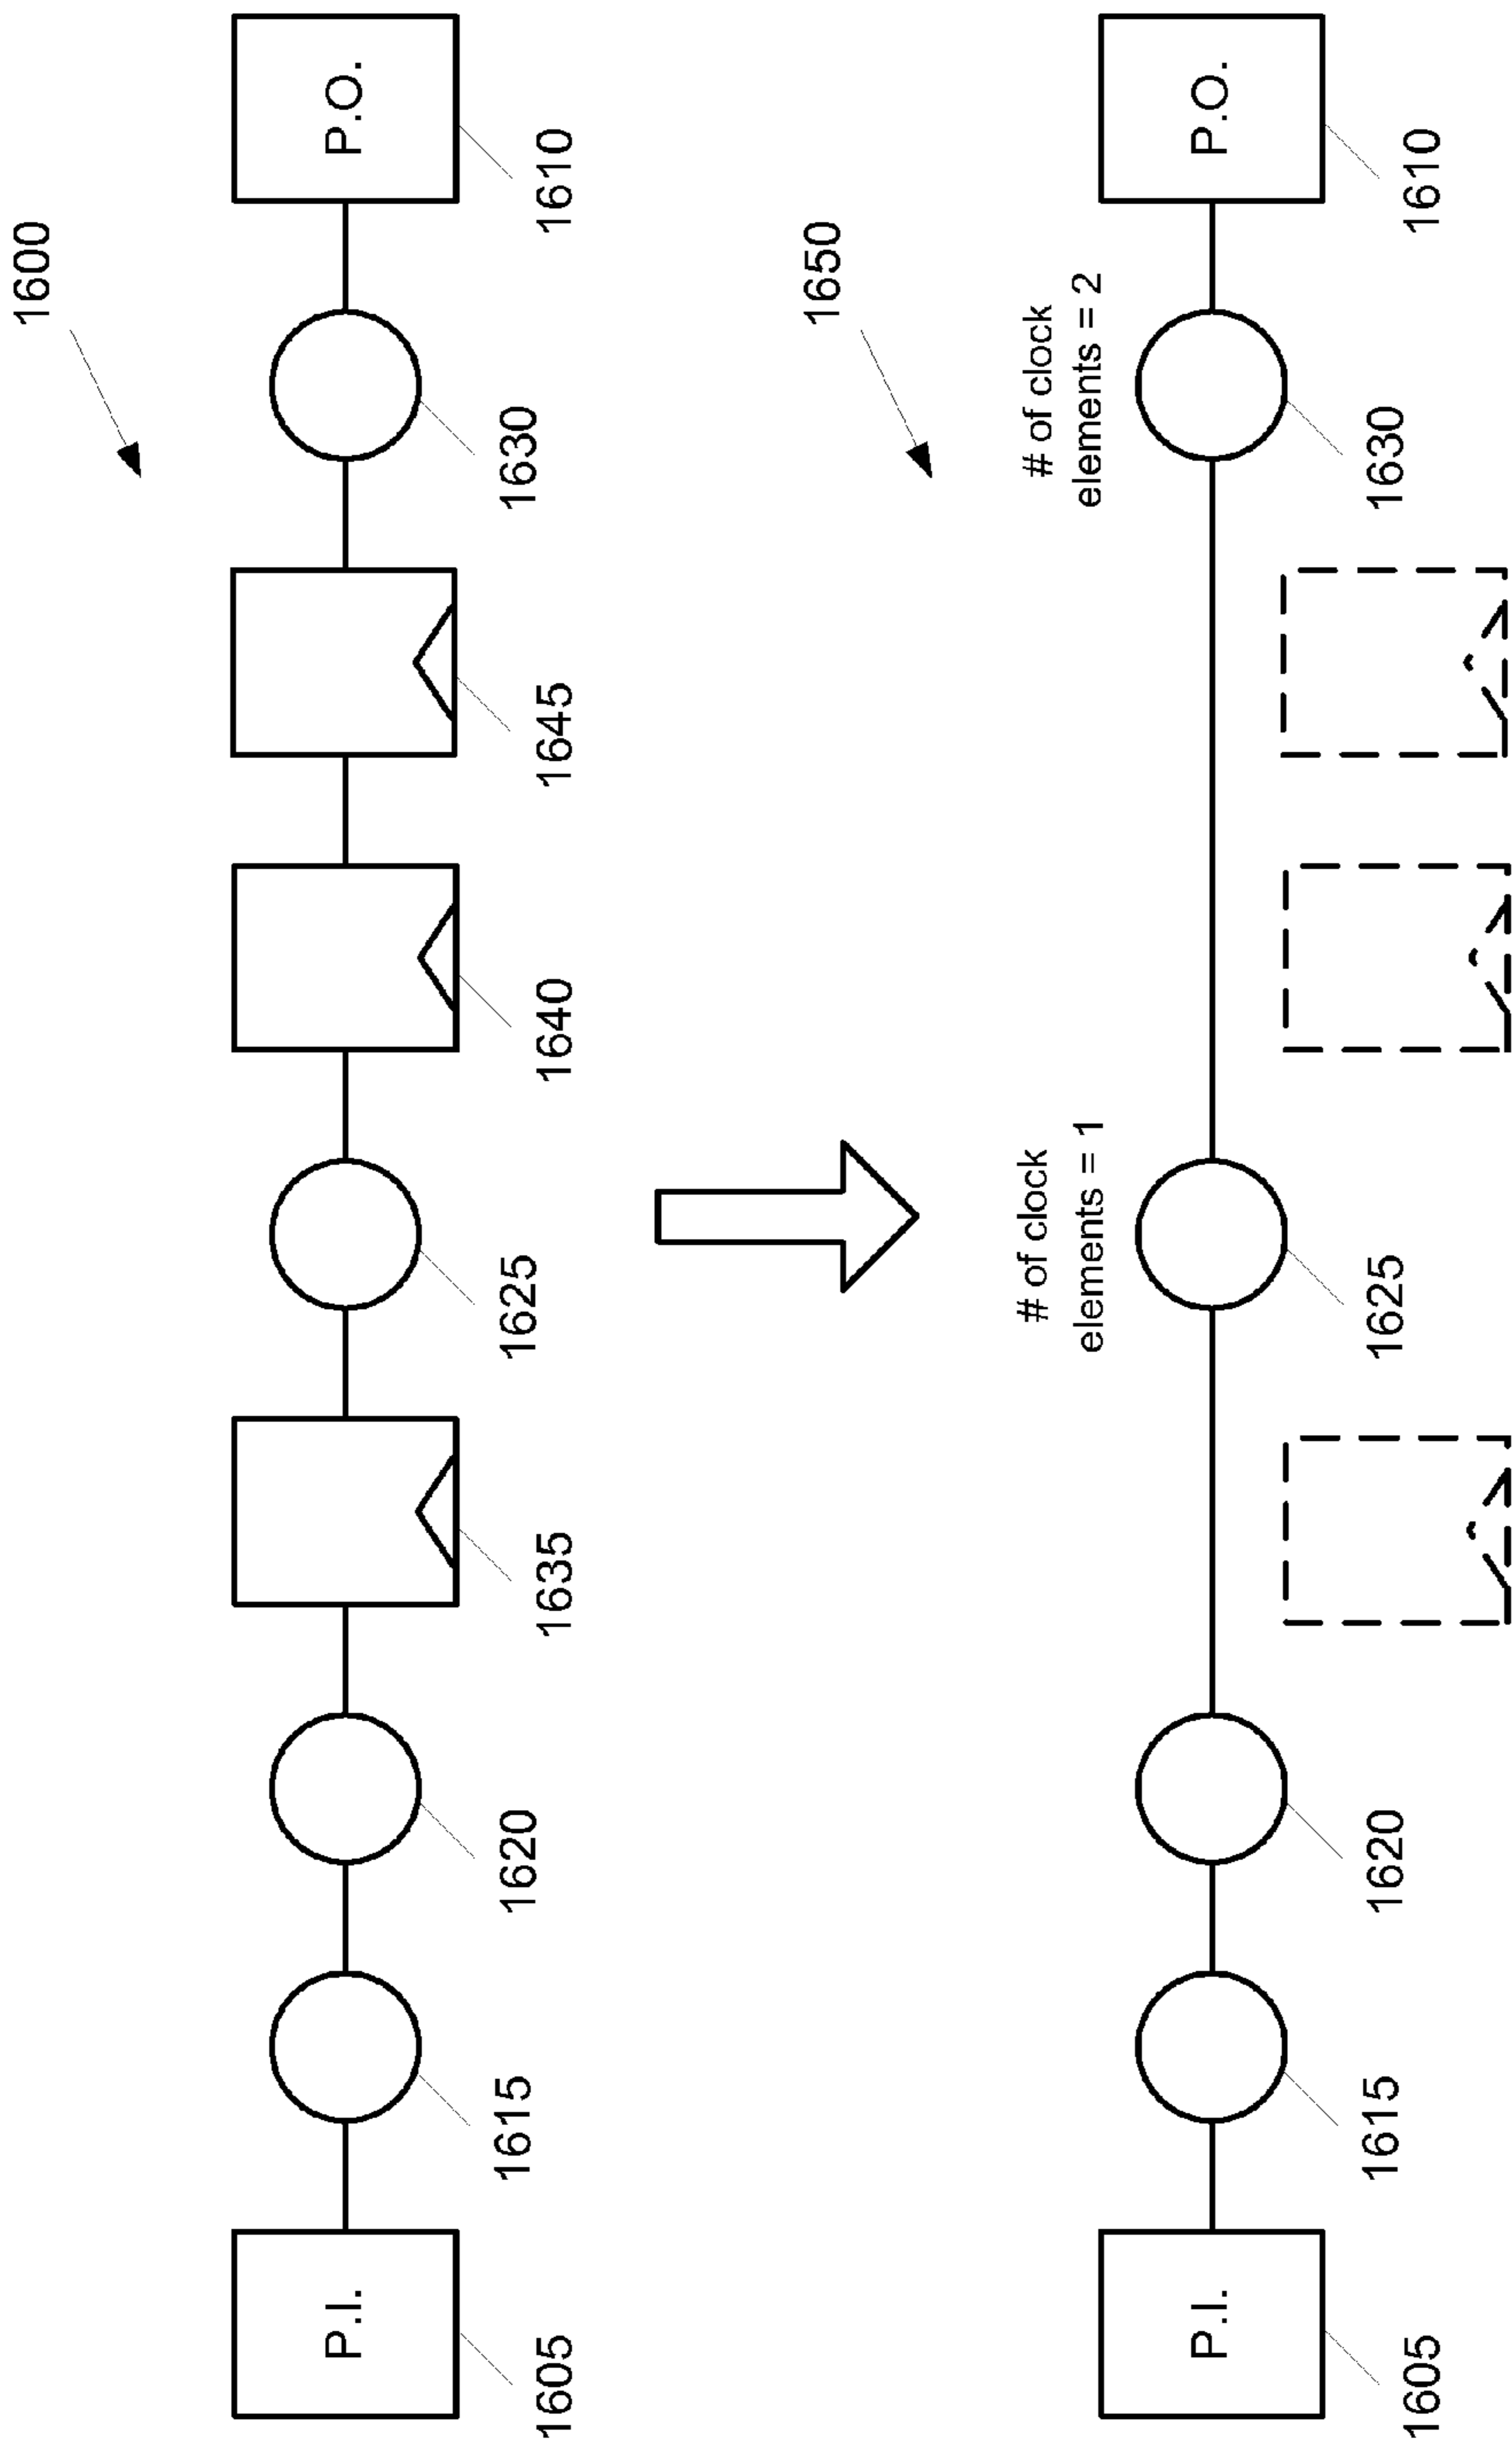 1600
P.I.
P.O.
1605
1615
1620
1635
1625
1640
1645
1630
1610
1650
# of clock
elements = 1
# of clock
elements = 2
P.I.
P.O.
1605
1615
1620
1625
1630
1610